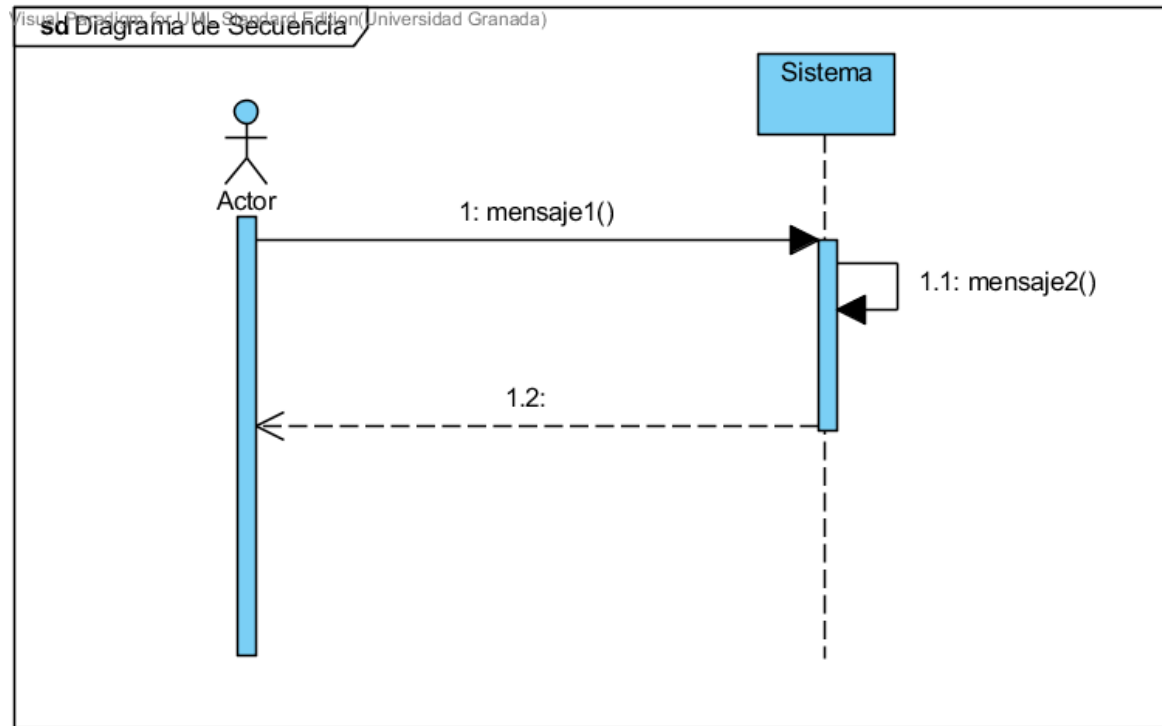 Visual Paradigm for UML Standard Edition(Universidad Granada)
sd Diagrama de Secuencia
Sistema
Actor
1: mensaje1()
1.1: mensaje2()
1.2: